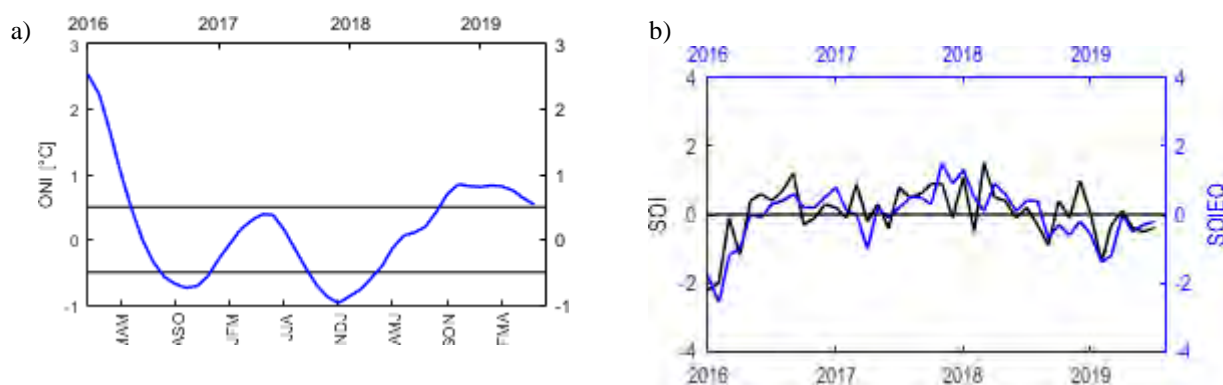 a)
2016 2017 2018 2019
3 3
2 2
1 1
0 0
-1 -1
ONI [°C]
MAM ASO JFM JJA NDJ AMJ SON FMA
b)
2016 2017 2018 2019
4 4
2 2
0 0
-2 -2
-4 -4
SOI
SOIEQ
2016 2017 2018 2019